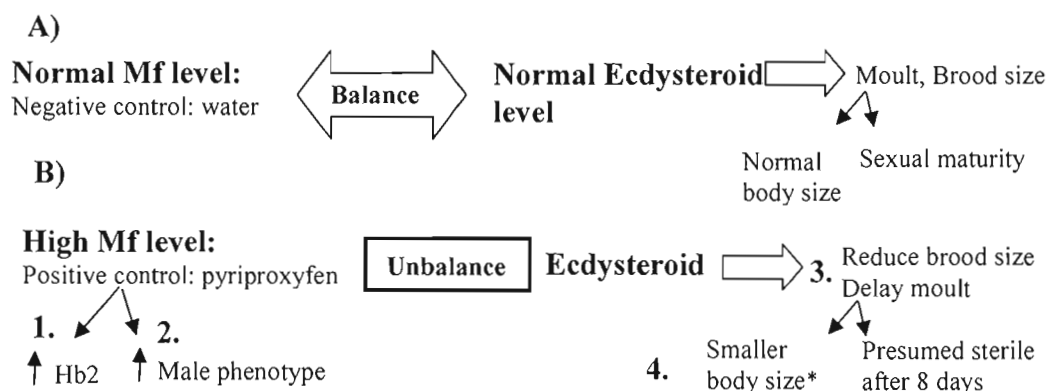 A)
Normal Mf level:
Negative control: water
Balance
Normal Ecdysteroid
level
Moult, Brood size
Normal
body size
Sexual maturity
B)
High Mf level:
Positive control: pyriproxyfen
1.
Hb2
2.
Male phenotype
Unbalance
Ecdysteroid
3.
Reduce brood size
Delay moult
4.
Smaller
body size*
Presumed sterile
after 8 days